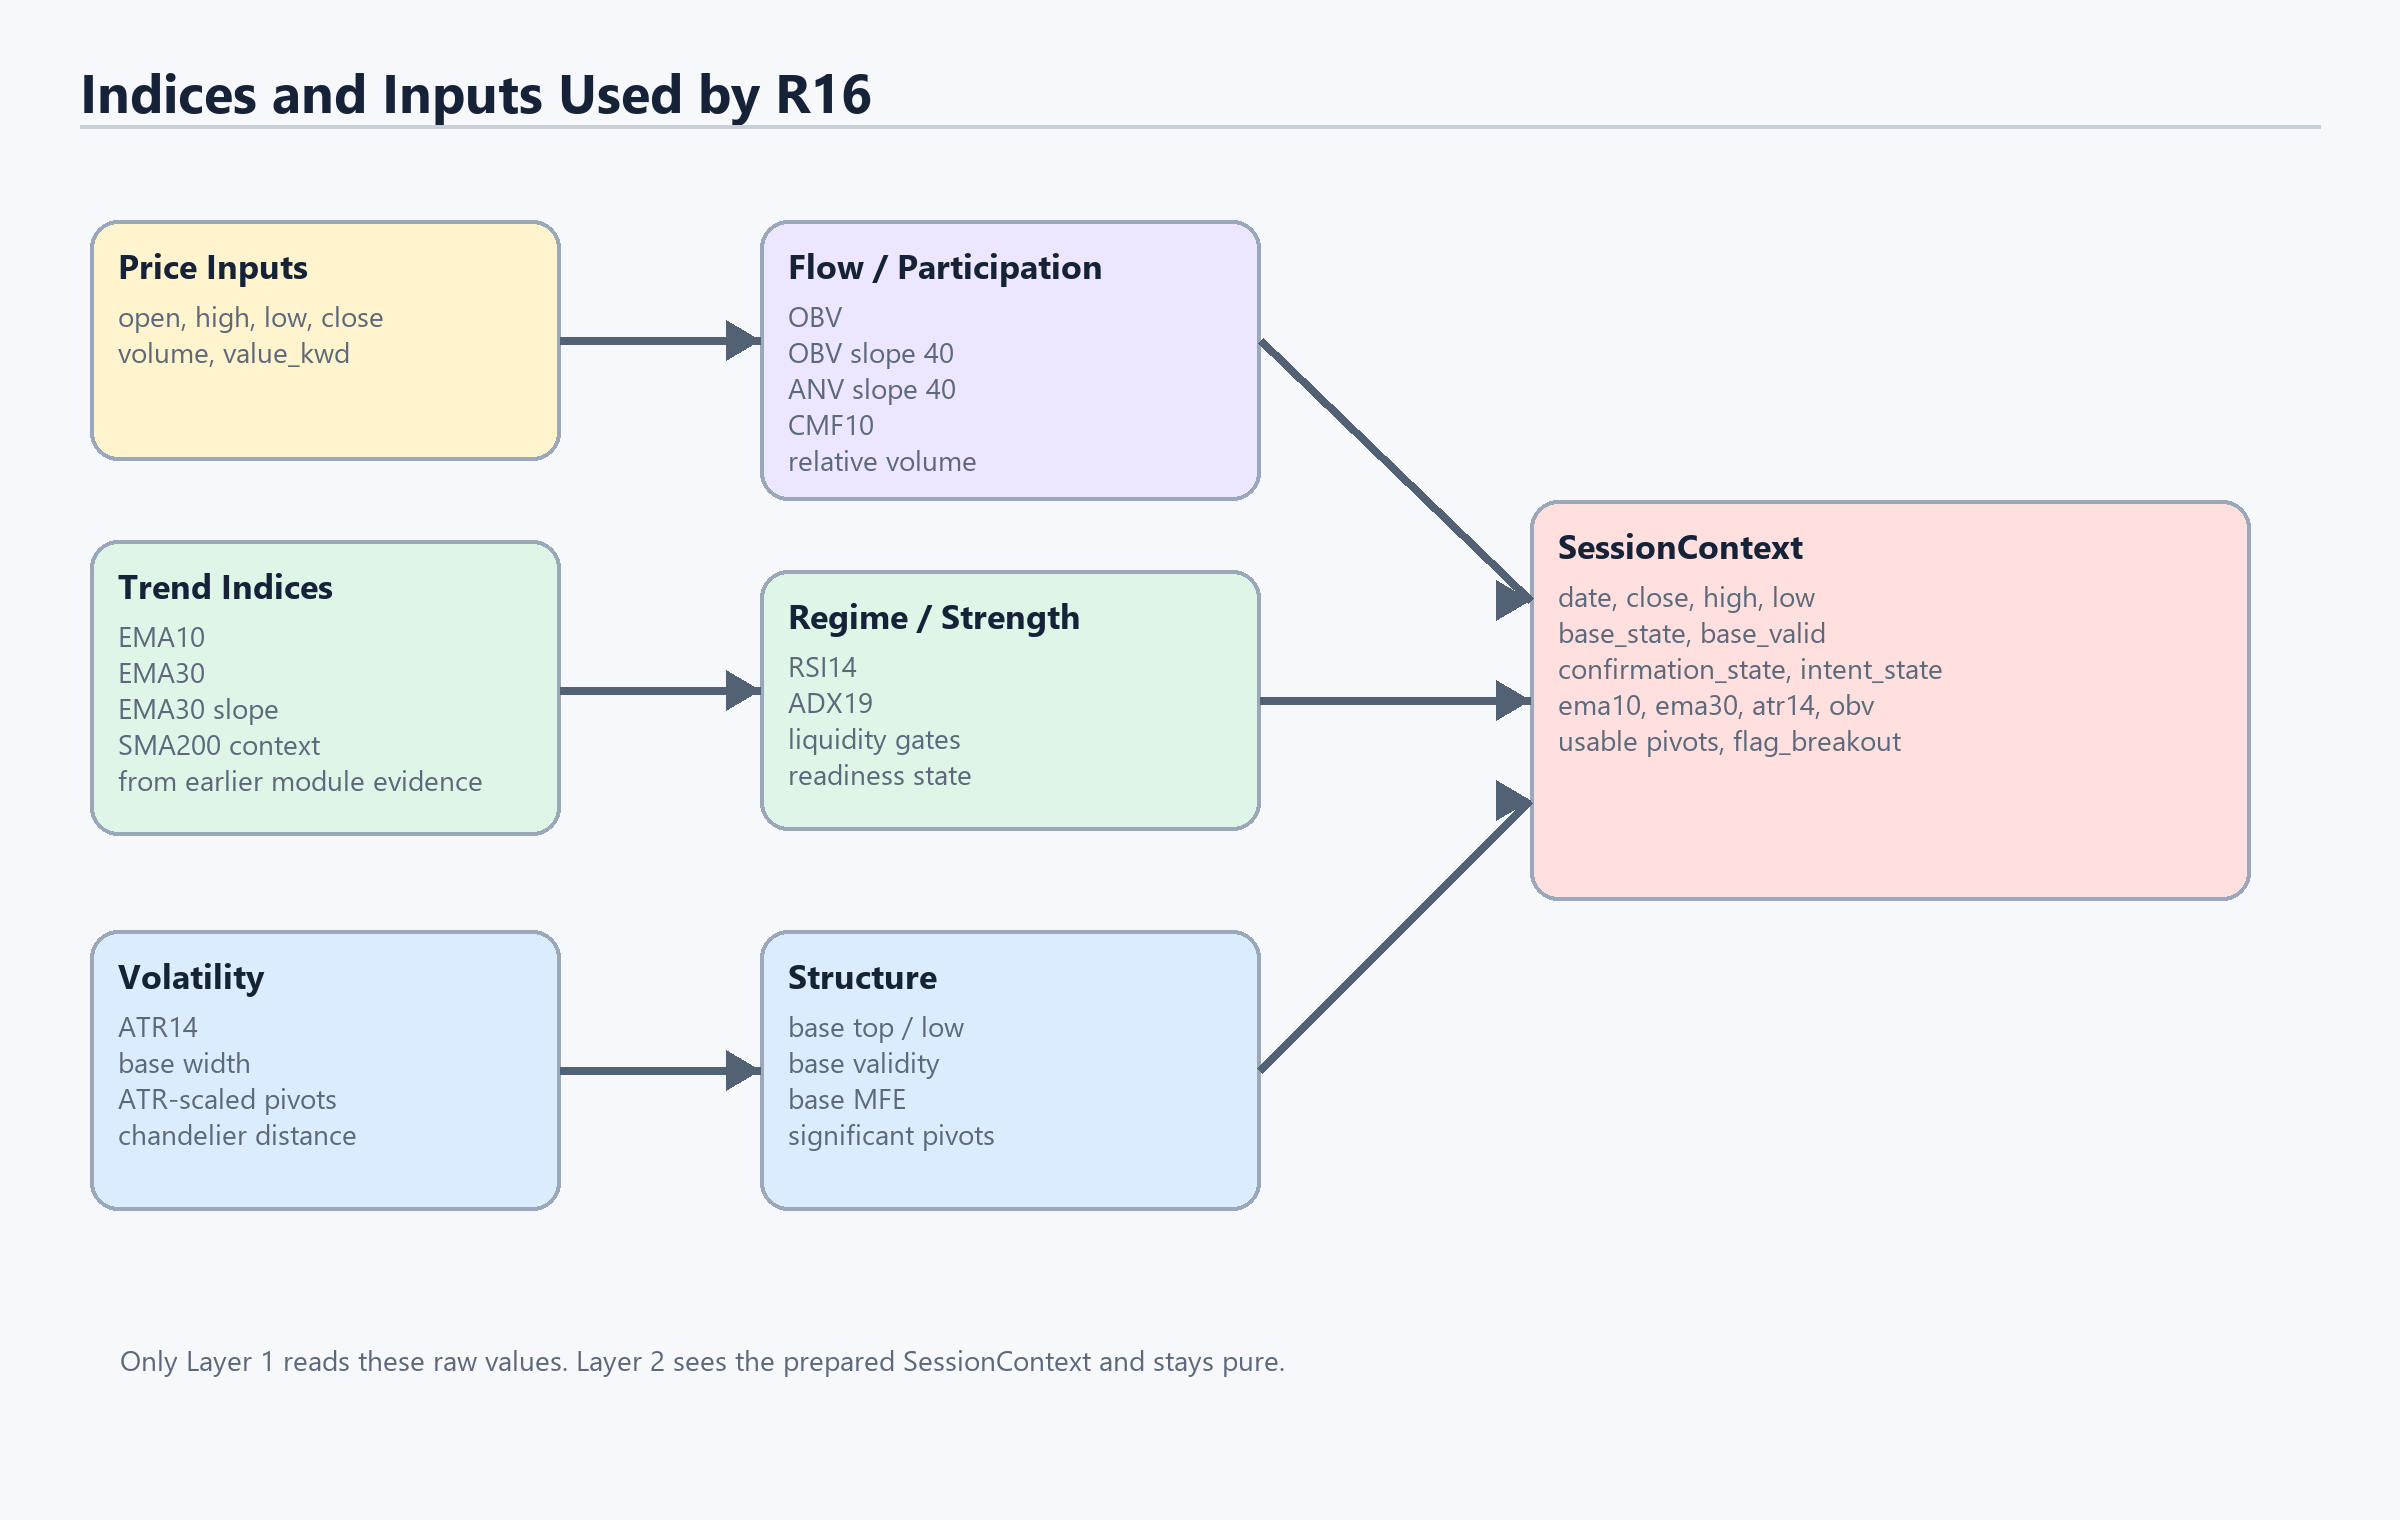 Indices and Inputs Used by R16
Price Inputs
open, high, low, close
volume, value_kwd
Flow / Participation
OBV
OBV slope 40
ANV slope 40
CMF10
relative volume
Trend Indices
EMA10
EMA30
EMA30 slope
SMA200 context
from earlier module evidence
Regime / Strength
RSI14
ADX19
liquidity gates
readiness state
SessionContext
date, close, high, low
base_state, base_valid
confirmation_state, intent_state
ema10, ema30, atr14, obv
usable pivots, flag_breakout
Volatility
ATR14
base width
ATR-scaled pivots
chandelier distance
Structure
base top / low
base validity
base MFE
significant pivots
Only Layer 1 reads these raw values. Layer 2 sees the prepared SessionContext and stays pure.